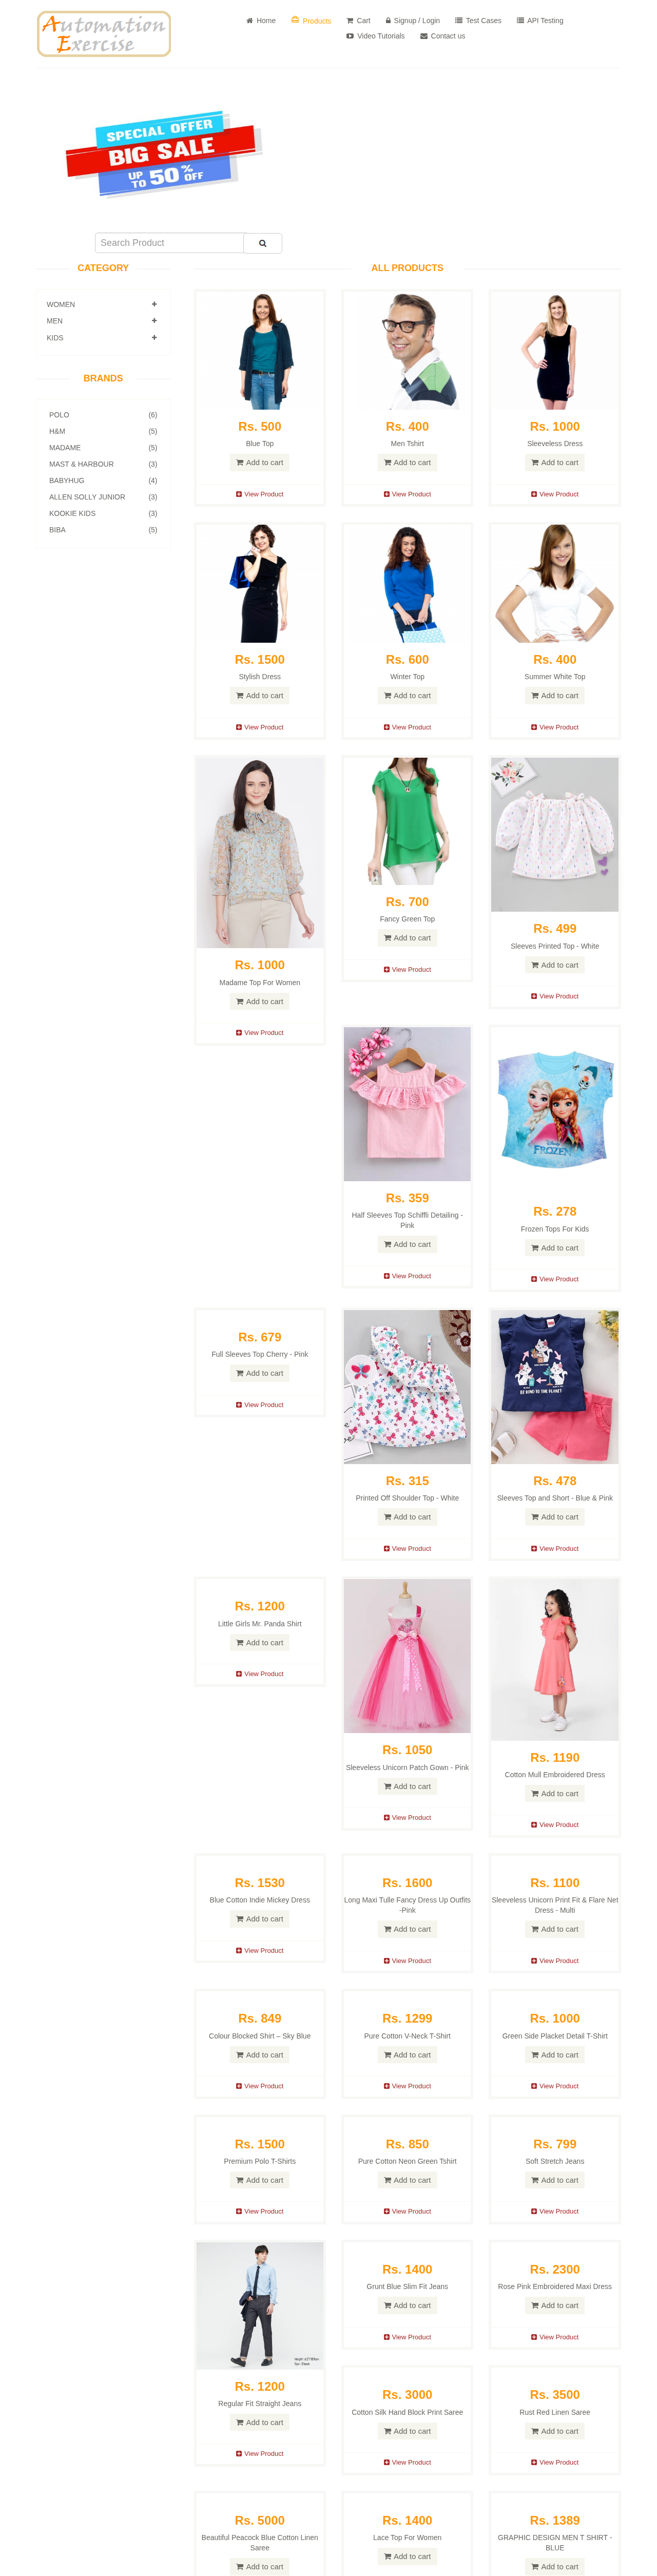 Automation
Exercise
Home
Products
Cart
Signup / Login
Test Cases
API Testing
Video Tutorials
Contact us
SPECIAL OFFER
BIG SALE
UP TO 50% OFF
Search Product
CATEGORY
WOMEN
MEN
KIDS
BRANDS
POLO (6)
H&M (5)
MADAME (5)
MAST & HARBOUR (3)
BABYHUG (4)
ALLEN SOLLY JUNIOR (3)
KOOKIE KIDS (3)
BIBA (5)
ALL PRODUCTS
Rs. 500
Blue Top
Add to cart
View Product
Rs. 400
Men Tshirt
Add to cart
View Product
Rs. 1000
Sleeveless Dress
Add to cart
View Product
Rs. 1500
Stylish Dress
Add to cart
View Product
Rs. 600
Winter Top
Add to cart
View Product
Rs. 400
Summer White Top
Add to cart
View Product
Rs. 1000
Madame Top For Women
Add to cart
View Product
Rs. 700
Fancy Green Top
Add to cart
View Product
Rs. 499
Sleeves Printed Top - White
Add to cart
View Product
Rs. 359
Half Sleeves Top Schiffli Detailing -
Pink
Add to cart
View Product
FROZEN
Rs. 278
Frozen Tops For Kids
Add to cart
View Product
Rs. 679
Full Sleeves Top Cherry - Pink
Add to cart
View Product
Rs. 315
Printed Off Shoulder Top - White
Add to cart
View Product
BE KIND TO THE PLANET
Rs. 478
Sleeves Top and Short - Blue & Pink
Add to cart
View Product
Rs. 1200
Little Girls Mr. Panda Shirt
Add to cart
View Product
Rs. 1050
Sleeveless Unicorn Patch Gown - Pink
Add to cart
View Product
Rs. 1190
Cotton Mull Embroidered Dress
Add to cart
View Product
Rs. 1530
Blue Cotton Indie Mickey Dress
Add to cart
View Product
Rs. 1600
Long Maxi Tulle Fancy Dress Up Outfits
-Pink
Add to cart
View Product
Rs. 1100
Sleeveless Unicorn Print Fit & Flare Net
Dress - Multi
Add to cart
View Product
Rs. 849
Colour Blocked Shirt – Sky Blue
Add to cart
View Product
Rs. 1299
Pure Cotton V-Neck T-Shirt
Add to cart
View Product
Rs. 1000
Green Side Placket Detail T-Shirt
Add to cart
View Product
Rs. 1500
Premium Polo T-Shirts
Add to cart
View Product
Rs. 850
Pure Cotton Neon Green Tshirt
Add to cart
View Product
Rs. 799
Soft Stretch Jeans
Add to cart
View Product
Rs. 1200
Regular Fit Straight Jeans
Add to cart
View Product
Rs. 1400
Grunt Blue Slim Fit Jeans
Add to cart
View Product
Rs. 2300
Rose Pink Embroidered Maxi Dress
Add to cart
View Product
Rs. 3000
Cotton Silk Hand Block Print Saree
Add to cart
View Product
Rs. 3500
Rust Red Linen Saree
Add to cart
View Product
Rs. 5000
Beautiful Peacock Blue Cotton Linen
Saree
Add to cart
Rs. 1400
Lace Top For Women
Add to cart
Rs. 1389
GRAPHIC DESIGN MEN T SHIRT -
BLUE
Add to cart